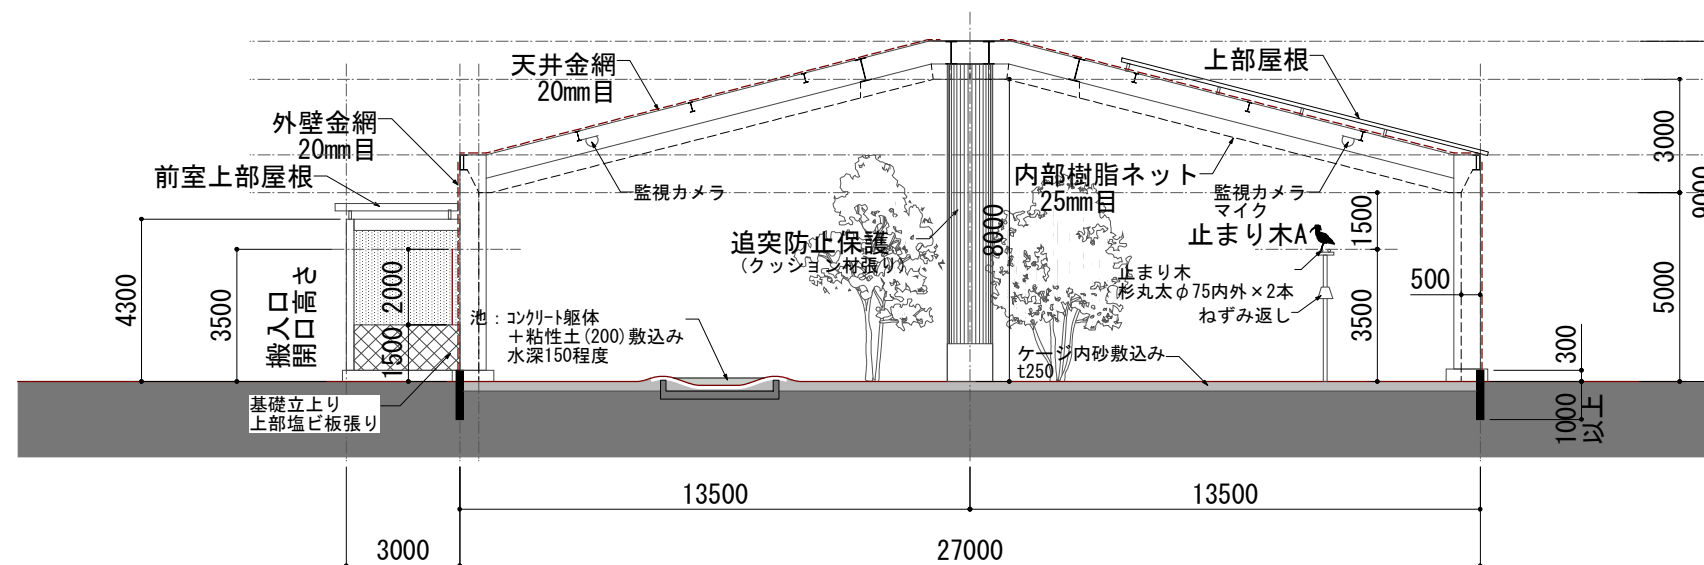 天井金網
20mm目
上部屋根
外壁金網
20mm目
前室上部屋根
監視カメラ
内部樹脂ネット
25mm目
監視カメラ
マイク
追突防止保護
(クッション材張り)
8000
止まり木A
止まり木
杉丸太φ75内外×2本
ねずみ返し
1500
3500
500
3000
5000
300
1000
以上
4300
3500
搬入口
開口高さ
2000
1500
池:コンクリート躯体
+粘性土(200)敷込み
水深150程度
ケージ内砂敷込み
t250
基礎立上り
上部塩ビ板張り
13500
13500
3000
27000